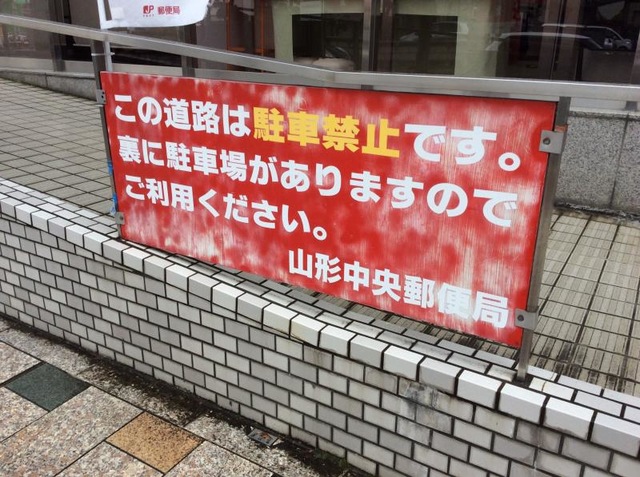 郵便局
この道路は駐車禁止です。
裏に駐車場がありますので
ご利用ください。
山形中央郵便局